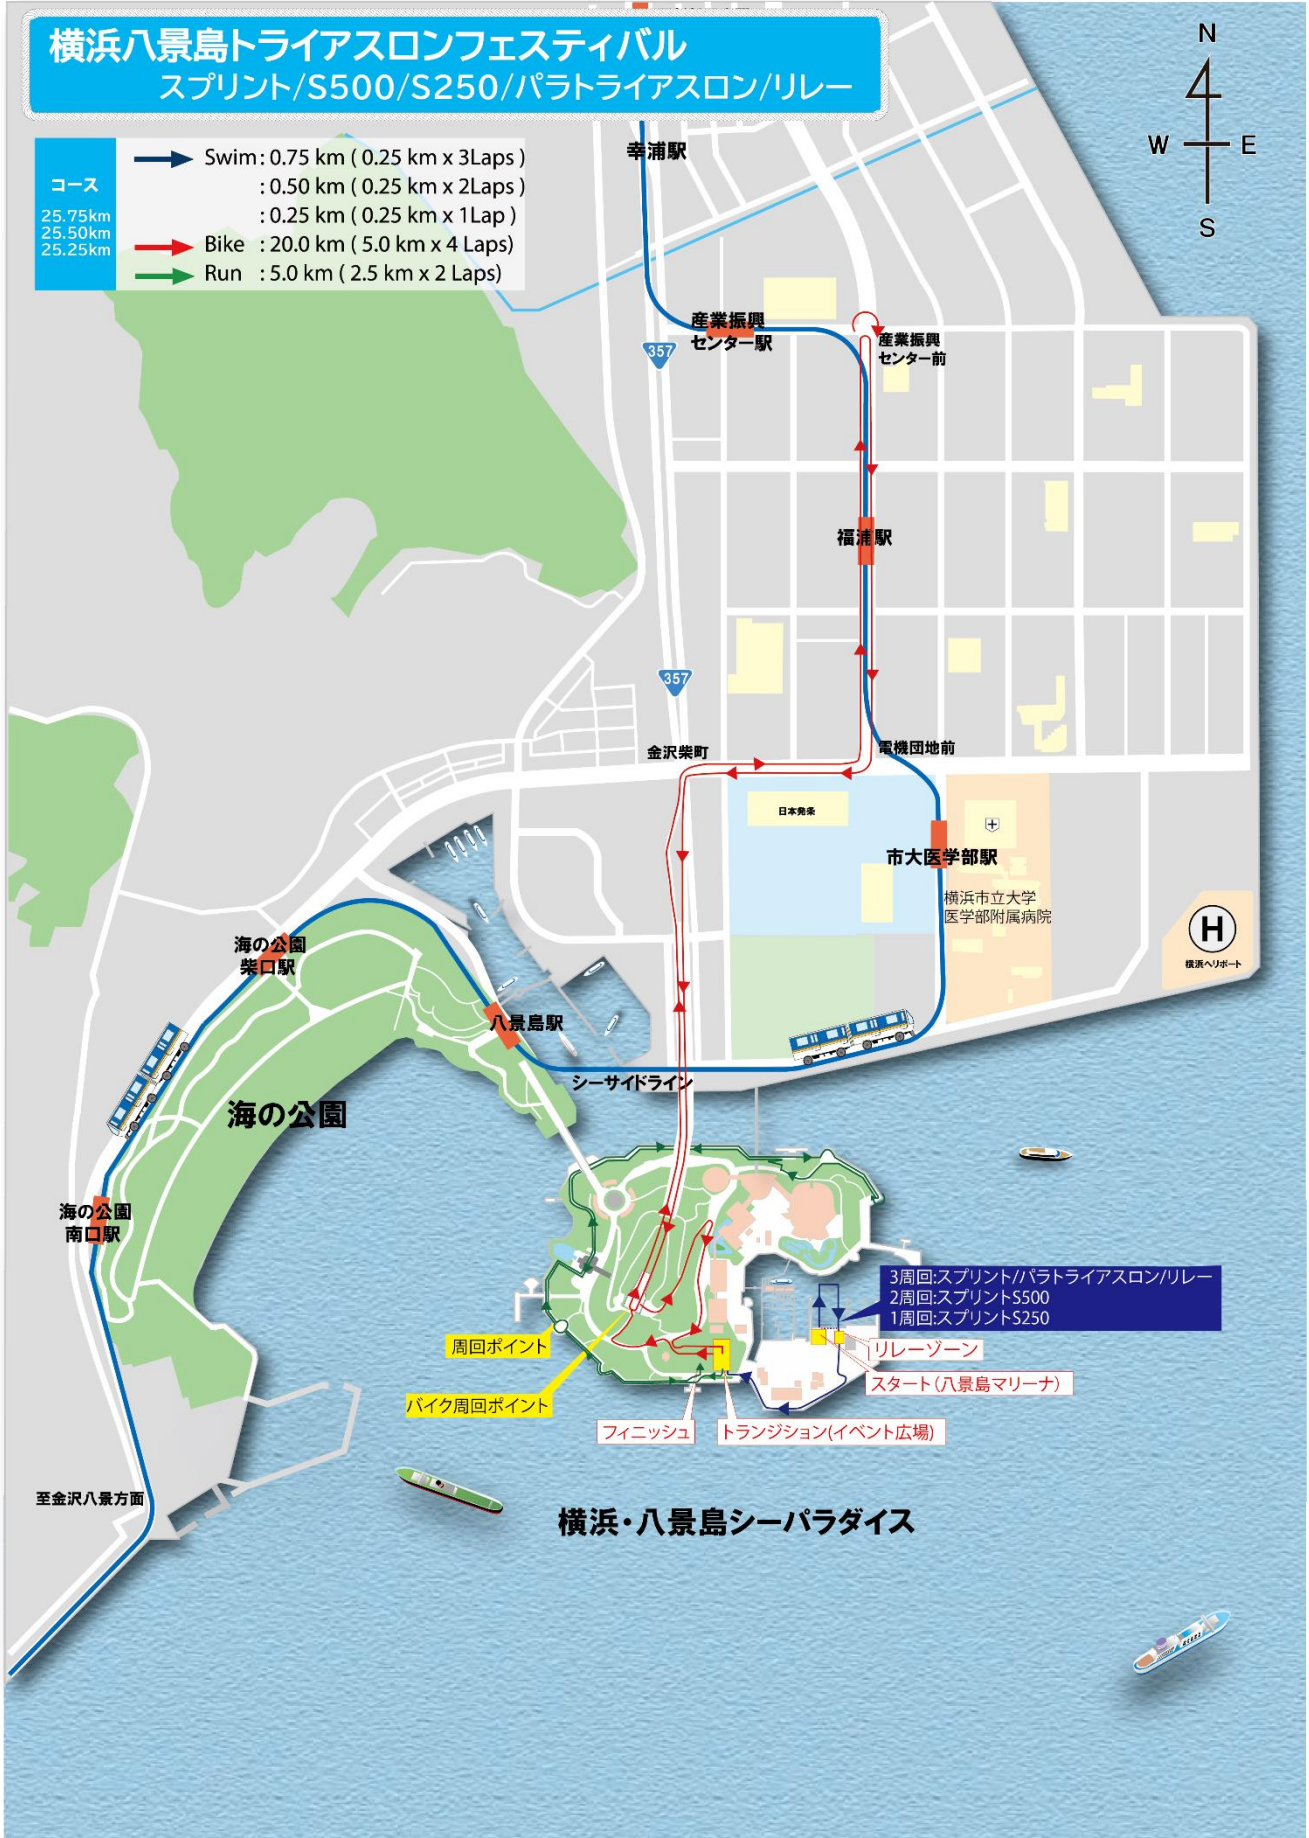 横浜八景島トライアスロンフェスティバル
スプリント/S500/S250/パラトライアスロン/リレー
N
W
E
S
コース
25.75km
25.50km
25.25km
Swim : 0.75 km ( 0.25 km x 3Laps )
: 0.50 km ( 0.25 km x 2Laps )
: 0.25 km ( 0.25 km x 1Lap )
Bike : 20.0 km ( 5.0 km x 4 Laps)
Run : 5.0 km ( 2.5 km x 2 Laps)
幸浦駅
産業振興
センター駅
357
産業振興
センター前
福浦駅
357
金沢柴町
電機団地前
日本発条
市大医学部駅
横浜市立大学
医学部附属病院
H
横浜ヘリポート
海の公園
柴口駅
八景島駅
シーサイドライン
海の公園
海の公園
南口駅
3周回:スプリント/パラトライアスロン/リレー
2周回:スプリントS500
1周回:スプリントS250
周回ポイント
リレーゾーン
スタート(八景島マリーナ)
バイク周回ポイント
フィニッシュ
トランジション(イベント広場)
至金沢八景方面
横浜・八景島シーパラダイス